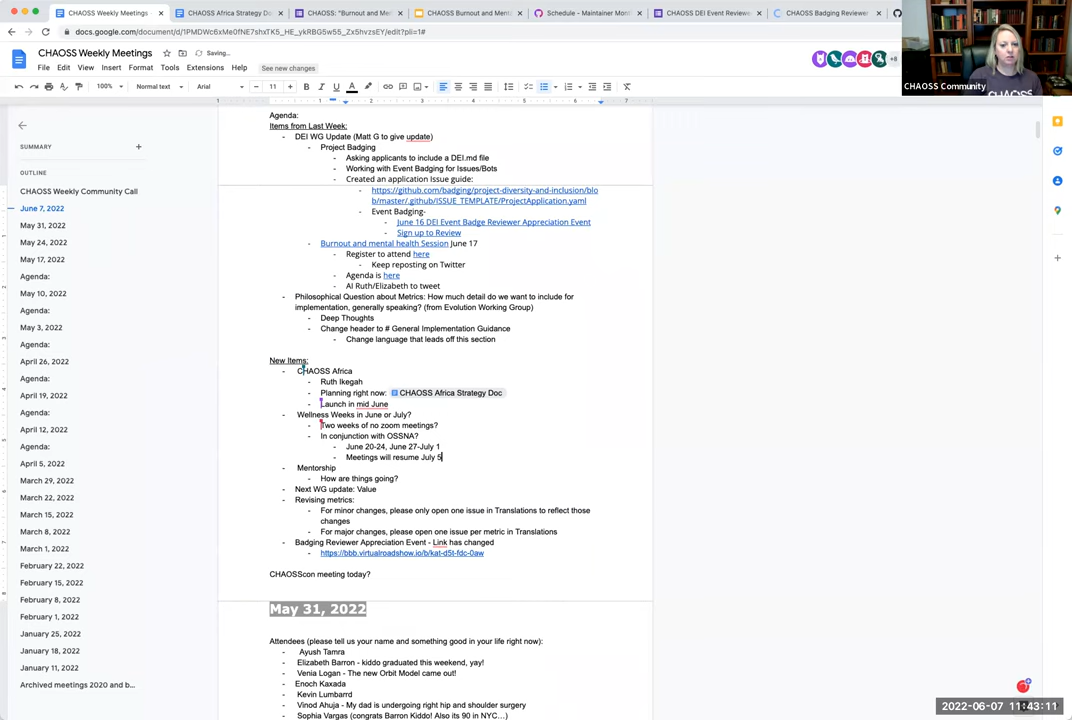 CHAOSS Weekly Meetings
CHAOSS Africa Strategy Do
CHAOSS: "Burnout and Me
CHAOSS Burnout and Ment
Schedule - Maintainer Mon
CHAOSS DEI Event Reviewe
CHAOSS Badging Reviewer
docs.google.com/document/d/1PMDWc6xMe0fNE7shxTK5_HE_ykRBG5w55_Zx5hvzsEY/edit?pli=1#
CHAOSS Weekly Meetings
Saving...
File Edit View Insert Format Tools Extensions Help See new changes
+8
CHAOSS
CHAOSS Community
100% Normal text Arial 11
1 1 2 3 4 5 6 7
SUMMARY
OUTLINE
CHAOSS Weekly Community Call
June 7, 2022
May 31, 2022
May 24, 2022
May 17, 2022
Agenda:
May 10, 2022
Agenda:
May 3, 2022
Agenda:
April 26, 2022
Agenda:
April 19, 2022
Agenda:
April 12, 2022
Agenda:
April 5, 2022
March 29, 2022
March 22, 2022
March 15, 2022
March 8, 2022
March 1, 2022
February 22, 2022
February 15, 2022
February 8, 2022
February 1, 2022
January 25, 2022
January 18, 2022
January 11, 2022
Archived meetings 2020 and b...
Agenda:
Items from Last Week:
- DEI WG Update (Matt G to give update)
- Project Badging
- Asking applicants to include a DEI.md file
- Working with Event Badging for Issues/Bots
- Created an application Issue guide:
- https://github.com/badging/project-diversity-and-inclusion/blo
b/master/.github/ISSUE_TEMPLATE/ProjectApplication.yaml
- Event Badging-
- June 16 DEI Event Badge Reviewer Appreciation Event
- Sign up to Review
- Burnout and mental health Session June 17
- Register to attend here
- Keep reposting on Twitter
- Agenda is here
- AI Ruth/Elizabeth to tweet
- Philosophical Question about Metrics: How much detail do we want to include for
implementation, generally speaking? (from Evolution Working Group)
- Deep Thoughts
- Change header to # General Implementation Guidance
- Change language that leads off this section
New Items:
- CHAOSS Africa
- Ruth Ikegah
- Planning right now: CHAOSS Africa Strategy Doc
- Launch in mid June
- Wellness Weeks in June or July?
- Two weeks of no zoom meetings?
- In conjunction with OSSNA?
- June 20-24, June 27-July 1
- Meetings will resume July 5
- Mentorship
- How are things going?
- Next WG update: Value
- Revising metrics:
- For minor changes, please only open one issue in Translations to reflect those
changes
- For major changes, please open one issue per metric in Translations
- Badging Reviewer Appreciation Event - Link has changed
- https://bbb.virtualroadshow.io/b/kat-d5t-fdc-0aw
CHAOSScon meeting today?
May 31, 2022
Attendees (please tell us your name and something good in your life right now):
- Ayush Tamra
- Elizabeth Barron - kiddo graduated this weekend, yay!
- Venia Logan - The new Orbit Model came out!
- Enoch Kaxada
- Kevin Lumbarrd
- Vinod Ahuja - My dad is undergoing right hip and shoulder surgery
- Sophia Vargas (congrats Barron Kiddo! Also its 90 in NYC...)
2022-06-07 11:43:11